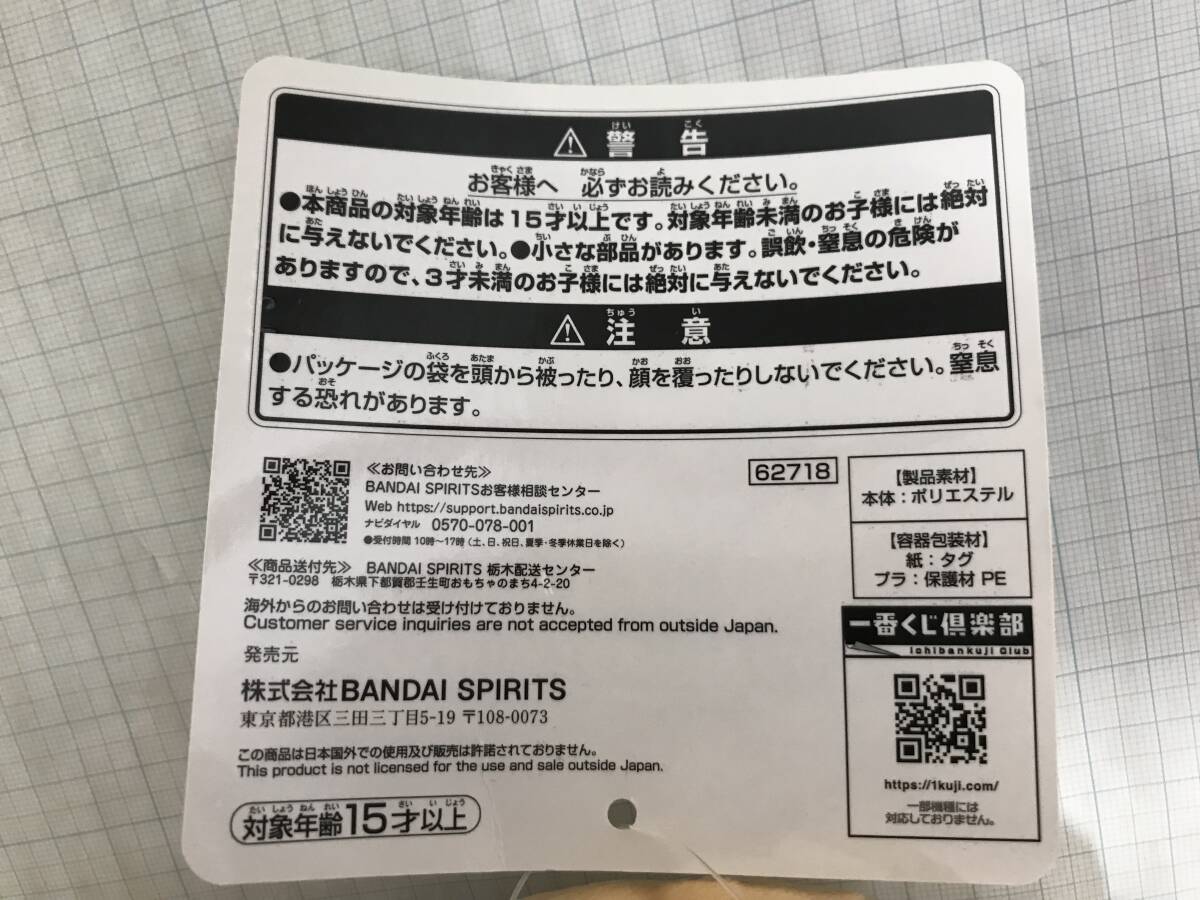 ⚠警告
お客様へ 必ずお読みください。
●本商品の対象年齢は15才以上です。対象年齢未満のお子様には絶対
に与えないでください。●小さな部品があります。誤飲・窒息の危険が
ありますので、3才未満のお子様には絶対に与えないでください。
⚠注意
●パッケージの袋を頭から被ったり、顔を覆ったりしないでください。窒息
する恐れがあります。
≪お問い合わせ先≫
BANDAI SPIRITSお客様相談センター
Web https://support.bandaispirits.co.jp
ナビダイヤル 0570-078-001
●受付時間 10時～17時(土、日、祝日、夏季・冬季休業日を除く)
≪商品送付先≫ BANDAI SPIRITS 栃木配送センター
〒321-0298 栃木県下都賀郡壬生町おもちゃのまち4-2-20
海外からのお問い合わせは受け付けておりません。
Customer service inquiries are not accepted from outside Japan.
発売元
株式会社BANDAI SPIRITS
東京都港区三田三丁目5-19 〒108-0073
この商品は日本国外での使用及び販売は許諾されておりません。
This product is not licensed for the use and sale outside Japan.
対象年齢15才以上
62718
【製品素材】
本体：ポリエステル
【容器包装材】
紙：タグ
プラ：保護材 PE
一番くじ倶楽部
ichibankuji Club
https://1kuji.com/
一部機種には
対応しておりません。